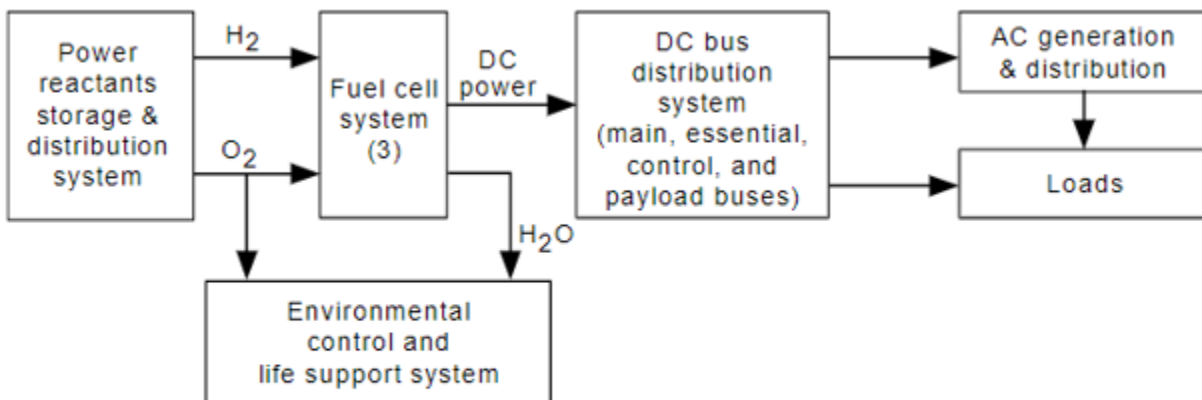 Power
reactants
storage &
distribution
system
H2
O2
Fuel cell
system
(3)
DC
power
H2O
DC bus
distribution
system
(main, essential,
control, and
payload buses)
AC generation
& distribution
Loads
Environmental
control and
life support system